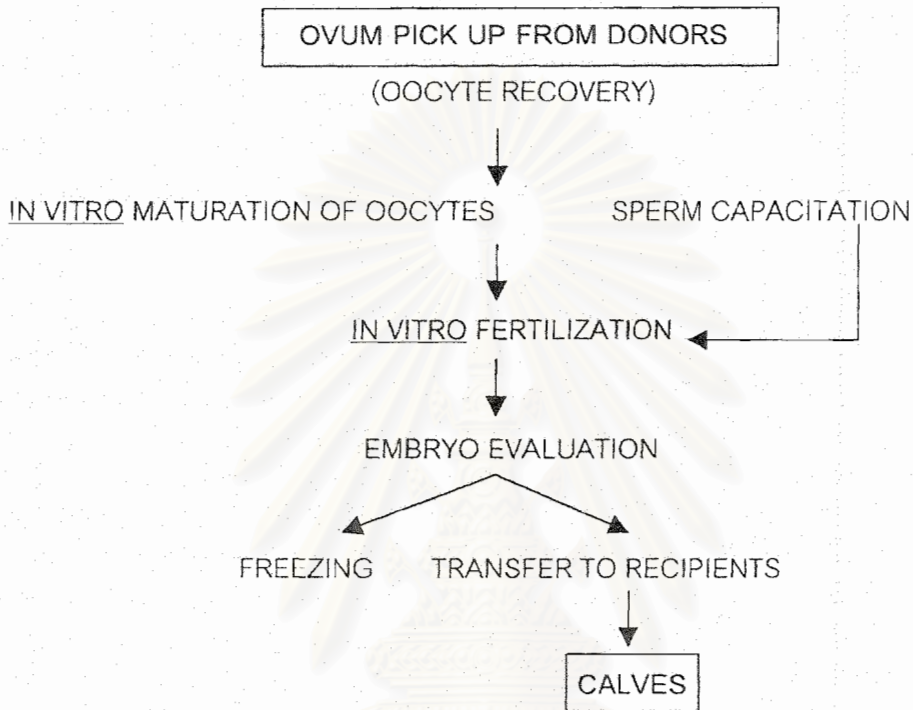 OVUM PICK UP FROM DONORS
(OOCYTE RECOVERY)
IN VITRO MATURATION OF OOCYTES SPERM CAPACITATION
IN VITRO FERTILIZATION
EMBRYO EVALUATION
FREEZING TRANSFER TO RECIPIENTS
CALVES